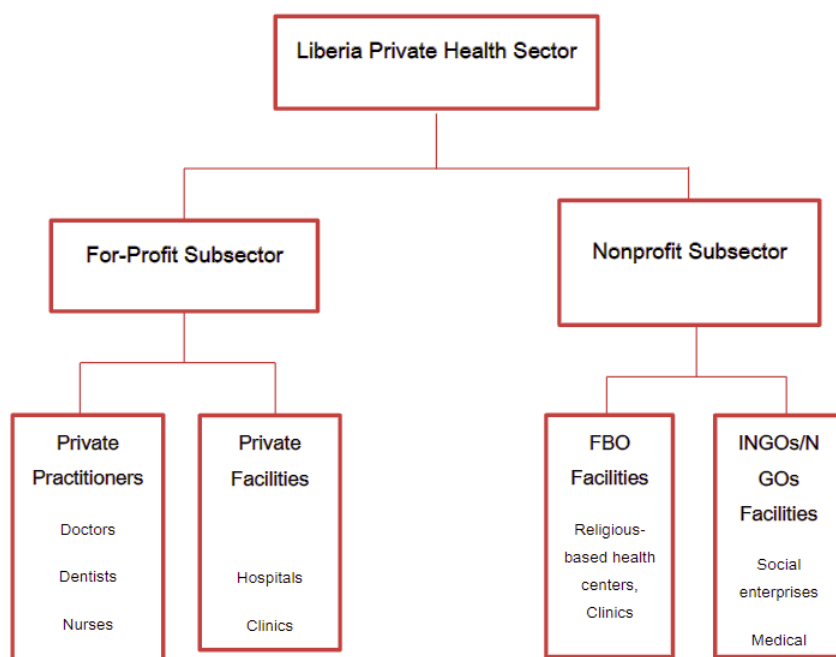 Liberia Private Health Sector
For-Profit Subsector
Nonprofit Subsector
Private
Practitioners
Doctors
Dentists
Nurses
Private
Facilities
Hospitals
Clinics
FBO
Facilities
Religious-
based health
centers,
Clinics
INGOs/N
GOs
Facilities
Social
enterprises
Medical